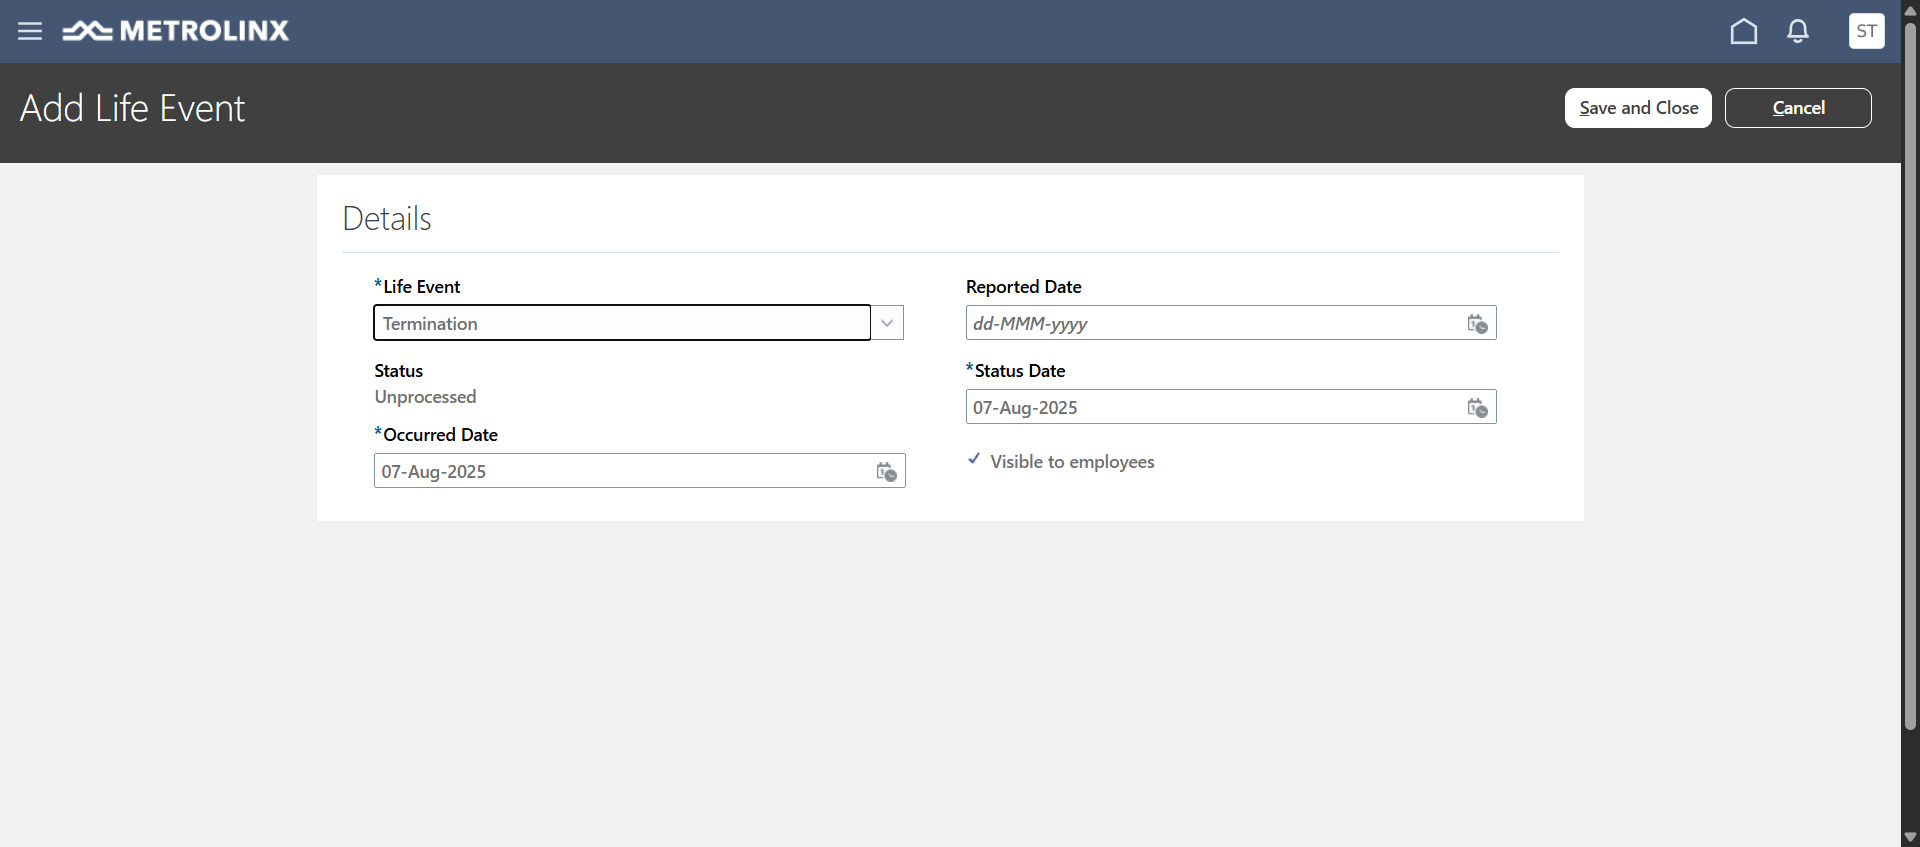 METROLINX
ST
Add Life Event
Save and Close
Cancel
Details
*Life Event
Termination
Reported Date
dd-MMM-yyyy
Status
Unprocessed
*Status Date
07-Aug-2025
*Occurred Date
07-Aug-2025
Visible to employees